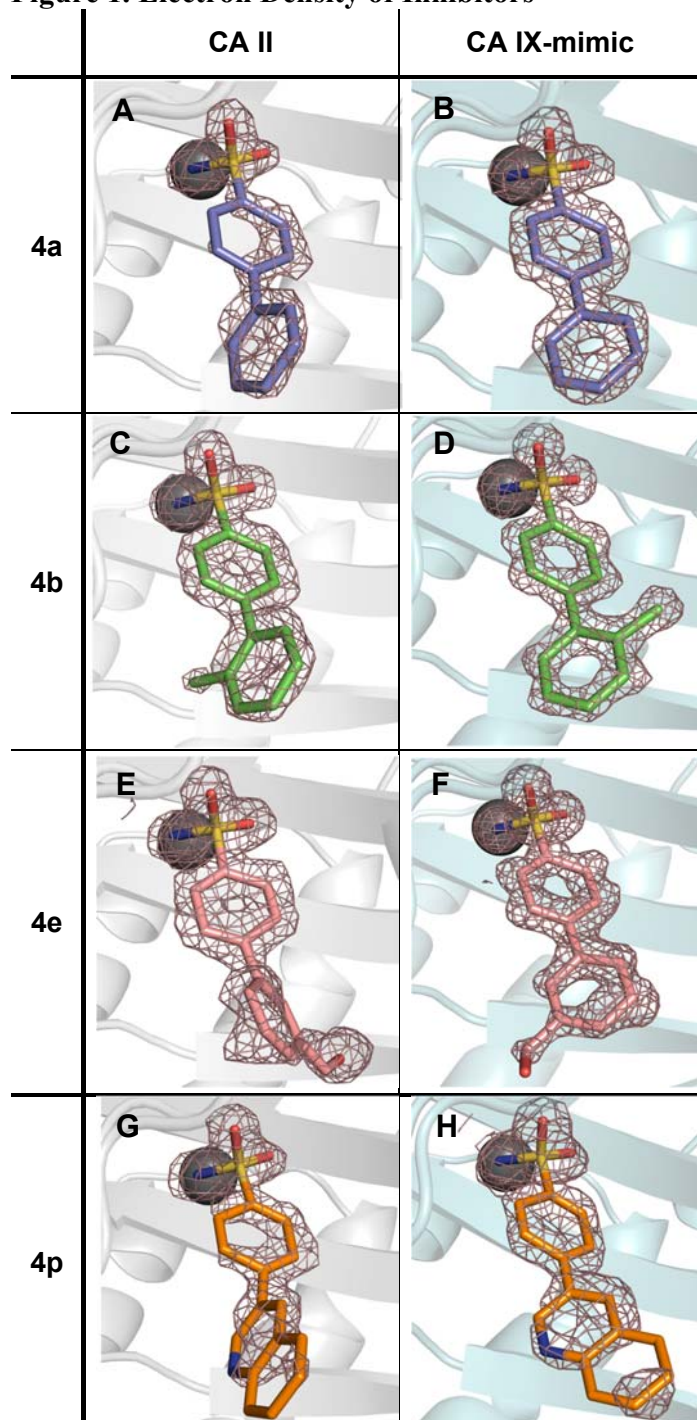 Figure 1. Electron Density of Inhibitors
CA II CA IX-mimic
4a A B
4b C D
4e E F
4p G H